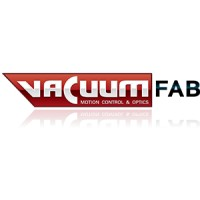 VACUUM FAB
MOTION CONTROL & OPTICS